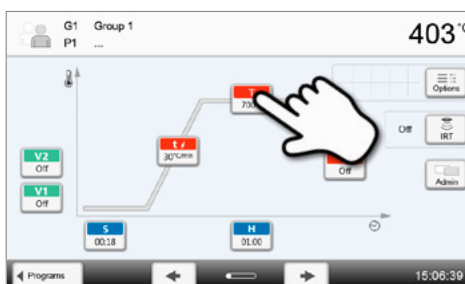 G1 Group 1
P1 ...
403 °C
T
700
Options
t
30°C/min
Off
IRT
V2
Off
Off
V1
Off
Admin
S
00:18
H
01:00
Programs
15:06:39